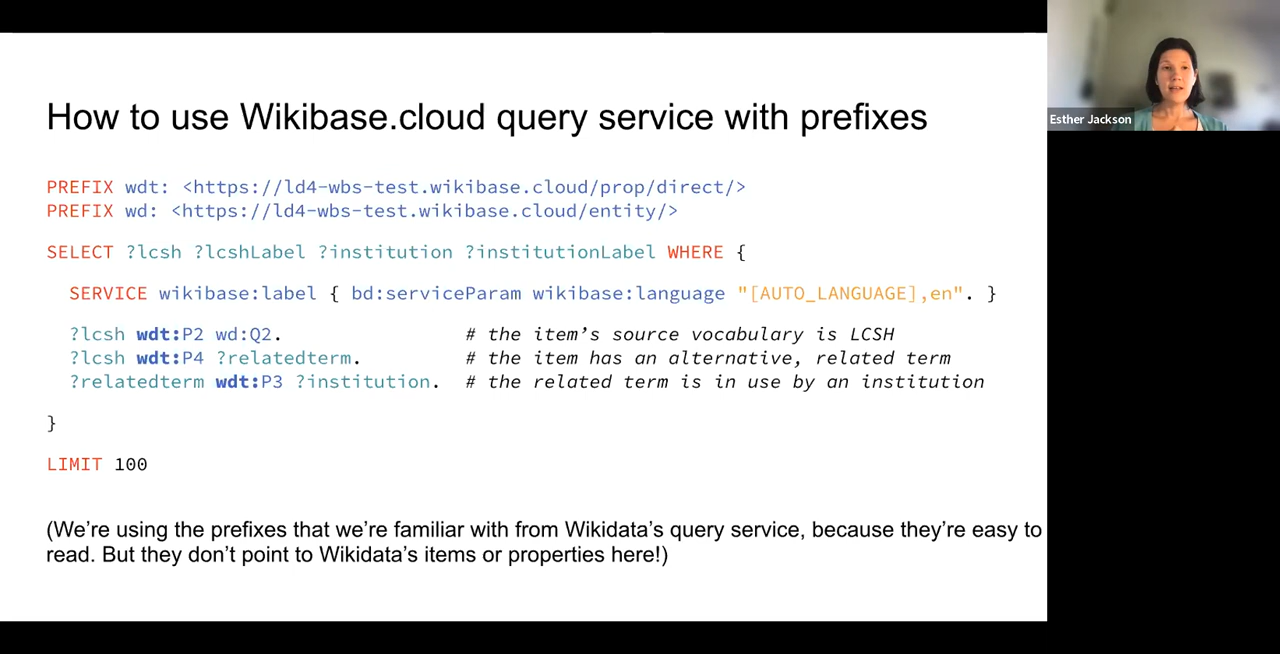 How to use Wikibase.cloud query service with prefixes
PREFIX wdt: <https://ld4-wbs-test.wikibase.cloud/prop/direct/>
PREFIX wd: <https://ld4-wbs-test.wikibase.cloud/entity/>
SELECT ?lcsh ?lcshLabel ?institution ?institutionLabel WHERE {
SERVICE wikibase:label { bd:serviceParam wikibase:language "[AUTO_LANGUAGE],en". }
?lcsh wdt:P2 wd:Q2. # the item’s source vocabulary is LCSH
?lcsh wdt:P4 ?relatedterm. # the item has an alternative, related term
?relatedterm wdt:P3 ?institution. # the related term is in use by an institution
}
LIMIT 100
(We’re using the prefixes that we’re familiar with from Wikidata’s query service, because they’re easy to
read. But they don’t point to Wikidata’s items or properties here!)
Esther Jackson